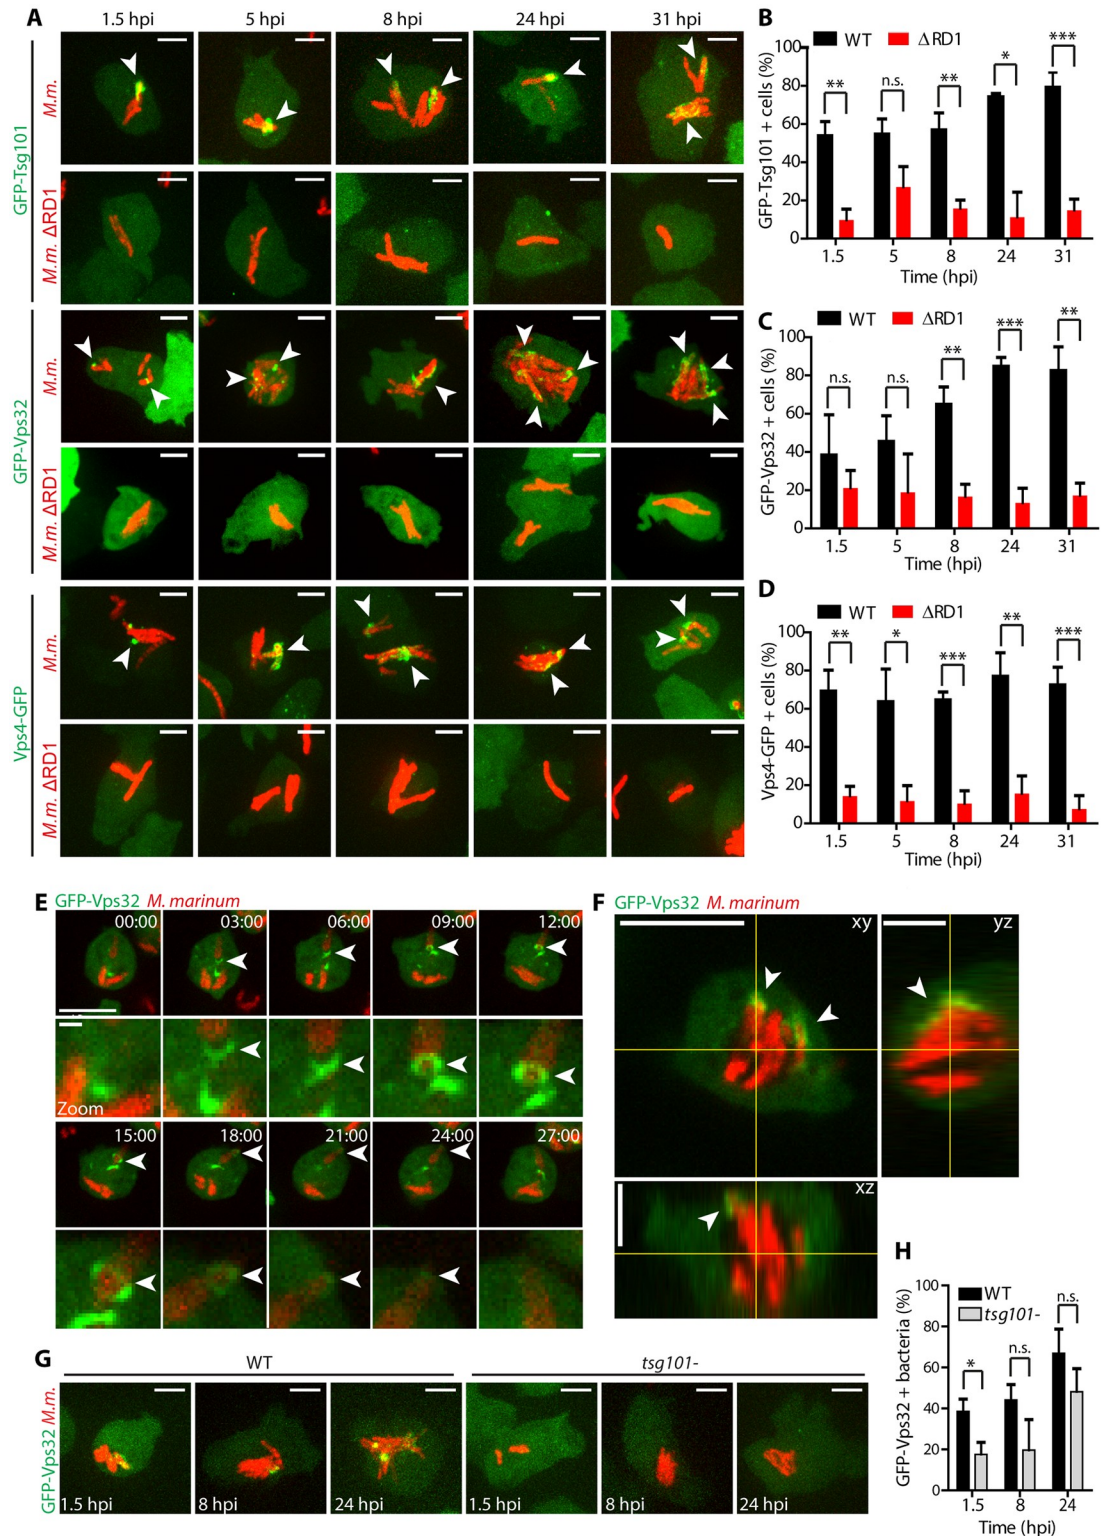 A
1.5 hpi 5 hpi 8 hpi 24 hpi 31 hpi
GFP-Tsg101
M.m.
M.m. ΔRD1
GFP-Vps32
M.m.
M.m. ΔRD1
Vps4-GFP
M.m.
M.m. ΔRD1
B
WT ΔRD1
GFP-Tsg101 + cells (%)
100
80
60
40
20
0
** n.s. ** * ***
1.5 5 8 24 31
Time (hpi)
C
WT ΔRD1
GFP-Vps32 + cells (%)
100
80
60
40
20
0
n.s. n.s. ** *** **
1.5 5 8 24 31
Time (hpi)
D
WT ΔRD1
Vps4-GFP + cells (%)
100
80
60
40
20
0
** * *** ** ***
1.5 5 8 24 31
Time (hpi)
E
GFP-Vps32 M. marinum
00:00 03:00 06:00 09:00 12:00
Zoom
15:00 18:00 21:00 24:00 27:00
F
GFP-Vps32 M. marinum
xy
yz
xz
G
WT tsg101-
GFP-Vps32 M.m.
1.5 hpi 8 hpi 24 hpi 1.5 hpi 8 hpi 24 hpi
H
WT
tsg101-
GFP-Vps32 + bacteria (%)
100
80
60
40
20
0
* n.s. n.s.
1.5 8 24
Time (hpi)